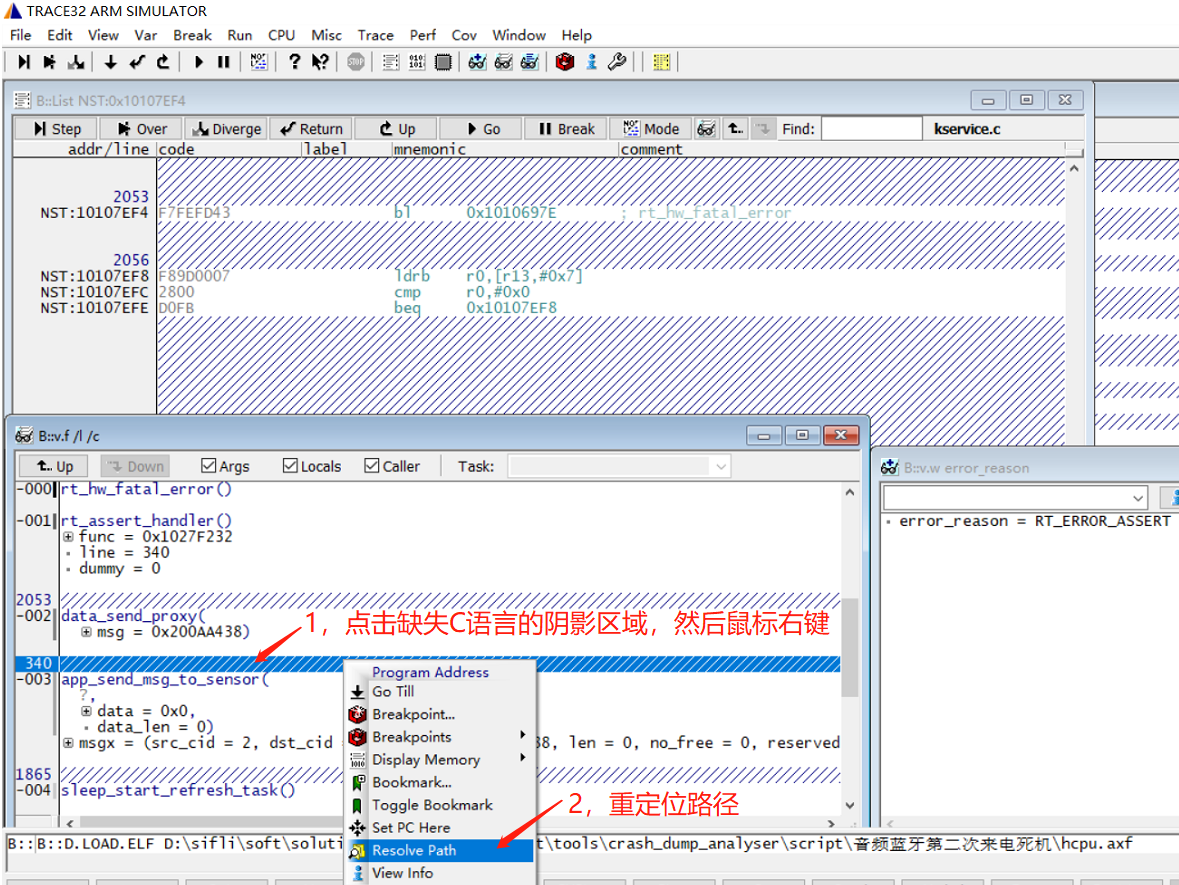 TRACE32 ARM SIMULATOR
File Edit View Var Break Run CPU Misc Trace Perf Cov Window Help
B::List NST:0x10107EF4
Step Over Diverge Return Up Go Break Mode Find: kservice.c
addr/line code label mnemonic comment
2053
NST:10107EF4 F7FEFD43 bl 0x1010697E ; rt_hw_fatal_error
2056
NST:10107EF8 F89D0007 ldrb r0,[r13,#0x7]
NST:10107EFC 2800 cmp r0,#0x0
NST:10107EFE D0FB beq 0x10107EF8
B::v.f /l /c
Up Down Args Locals Caller Task:
-000 rt_hw_fatal_error()
-001 rt_assert_handler()
func = 0x1027F232
line = 340
dummy = 0
2053
-002 data_send_proxy(
msg = 0x200AA438)
1，点击缺失C语言的阴影区域，然后鼠标右键
340
-003 app_send_msg_to_sensor(
?,
data = 0x0,
data_len = 0)
msgx = (src_cid = 2, dst_cid 88, len = 0, no_free = 0, reserved
1865
-004 sleep_start_refresh_task()
B::v.w error_reason
error_reason = RT_ERROR_ASSERT
Program Address
Go Till
Breakpoint...
Breakpoints
Display Memory
Bookmark...
Toggle Bookmark
Set PC Here
Resolve Path
View Info
2，重定位路径
B::B::D.LOAD.ELF D:\sifli\soft\soluti t\tools\crash_dump_analyser\script\音频蓝牙第二次来电死机\hcpu.axf